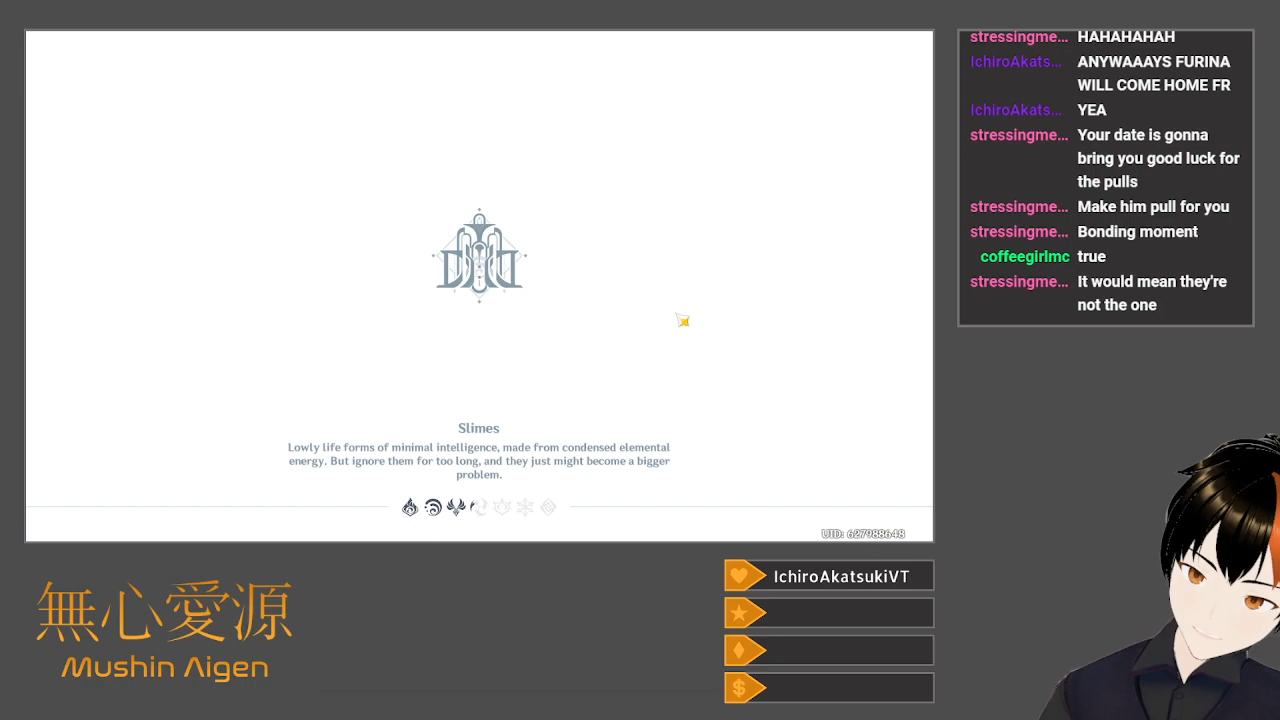 Slimes
Lowly life forms of minimal intelligence, made from condensed elemental
energy. But ignore them for too long, and they just might become a bigger
problem.
UID: 627988648
stressingme... HAHAHAHAH
IchiroAkats... ANYWAAAYS FURINA
WILL COME HOME FR
IchiroAkats... YEA
stressingme... Your date is gonna
bring you good luck for
the pulls
stressingme... Make him pull for you
stressingme... Bonding moment
coffeegirlmc true
stressingme... It would mean they're
not the one
無心愛源
Mushin Aigen
IchiroAkatsukiVT
$